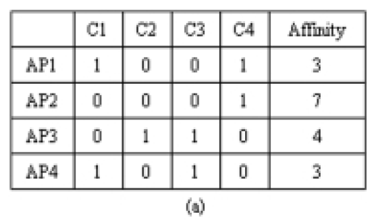 C1 C2 C3 C4 Affinity
AP1 1 0 0 1 3
AP2 0 0 0 1 7
AP3 0 1 1 0 4
AP4 1 0 1 0 3
(a)